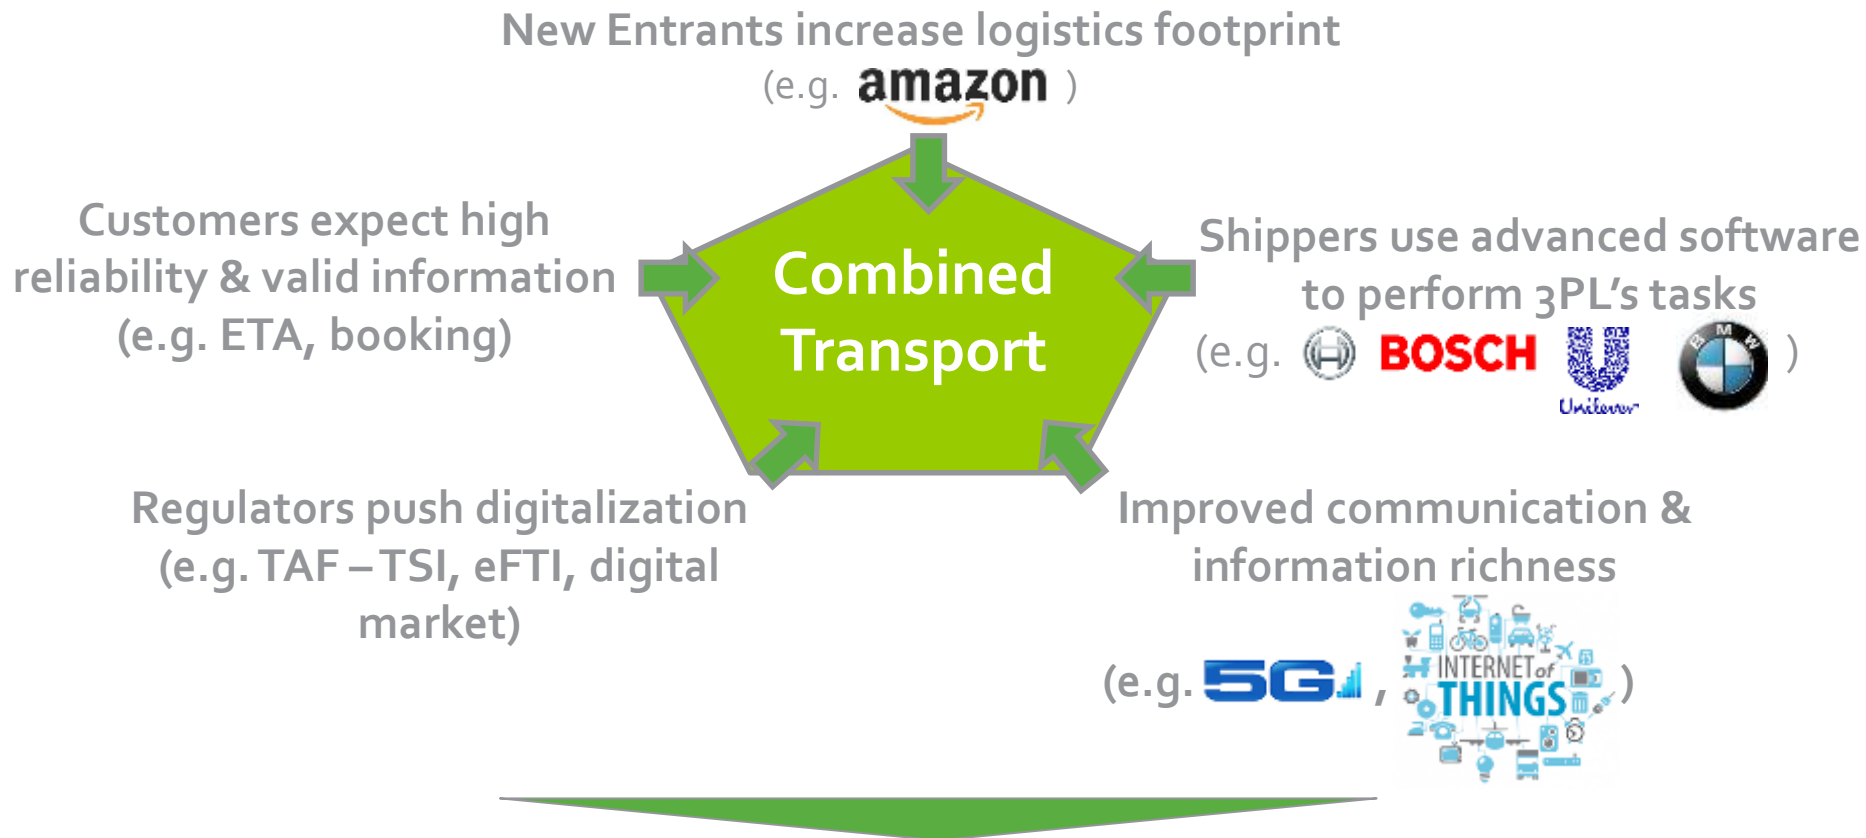 New Entrants increase logistics footprint
(e.g. amazon )
Customers expect high
reliability & valid information
(e.g. ETA, booking)
Combined
Transport
Shippers use advanced software
to perform 3PL's tasks
(e.g. BOSCH Unilever BMW )
Regulators push digitalization
(e.g. TAF – TSI, eFTI, digital
market)
Improved communication &
information richness
(e.g. 5G , INTERNET of THINGS )